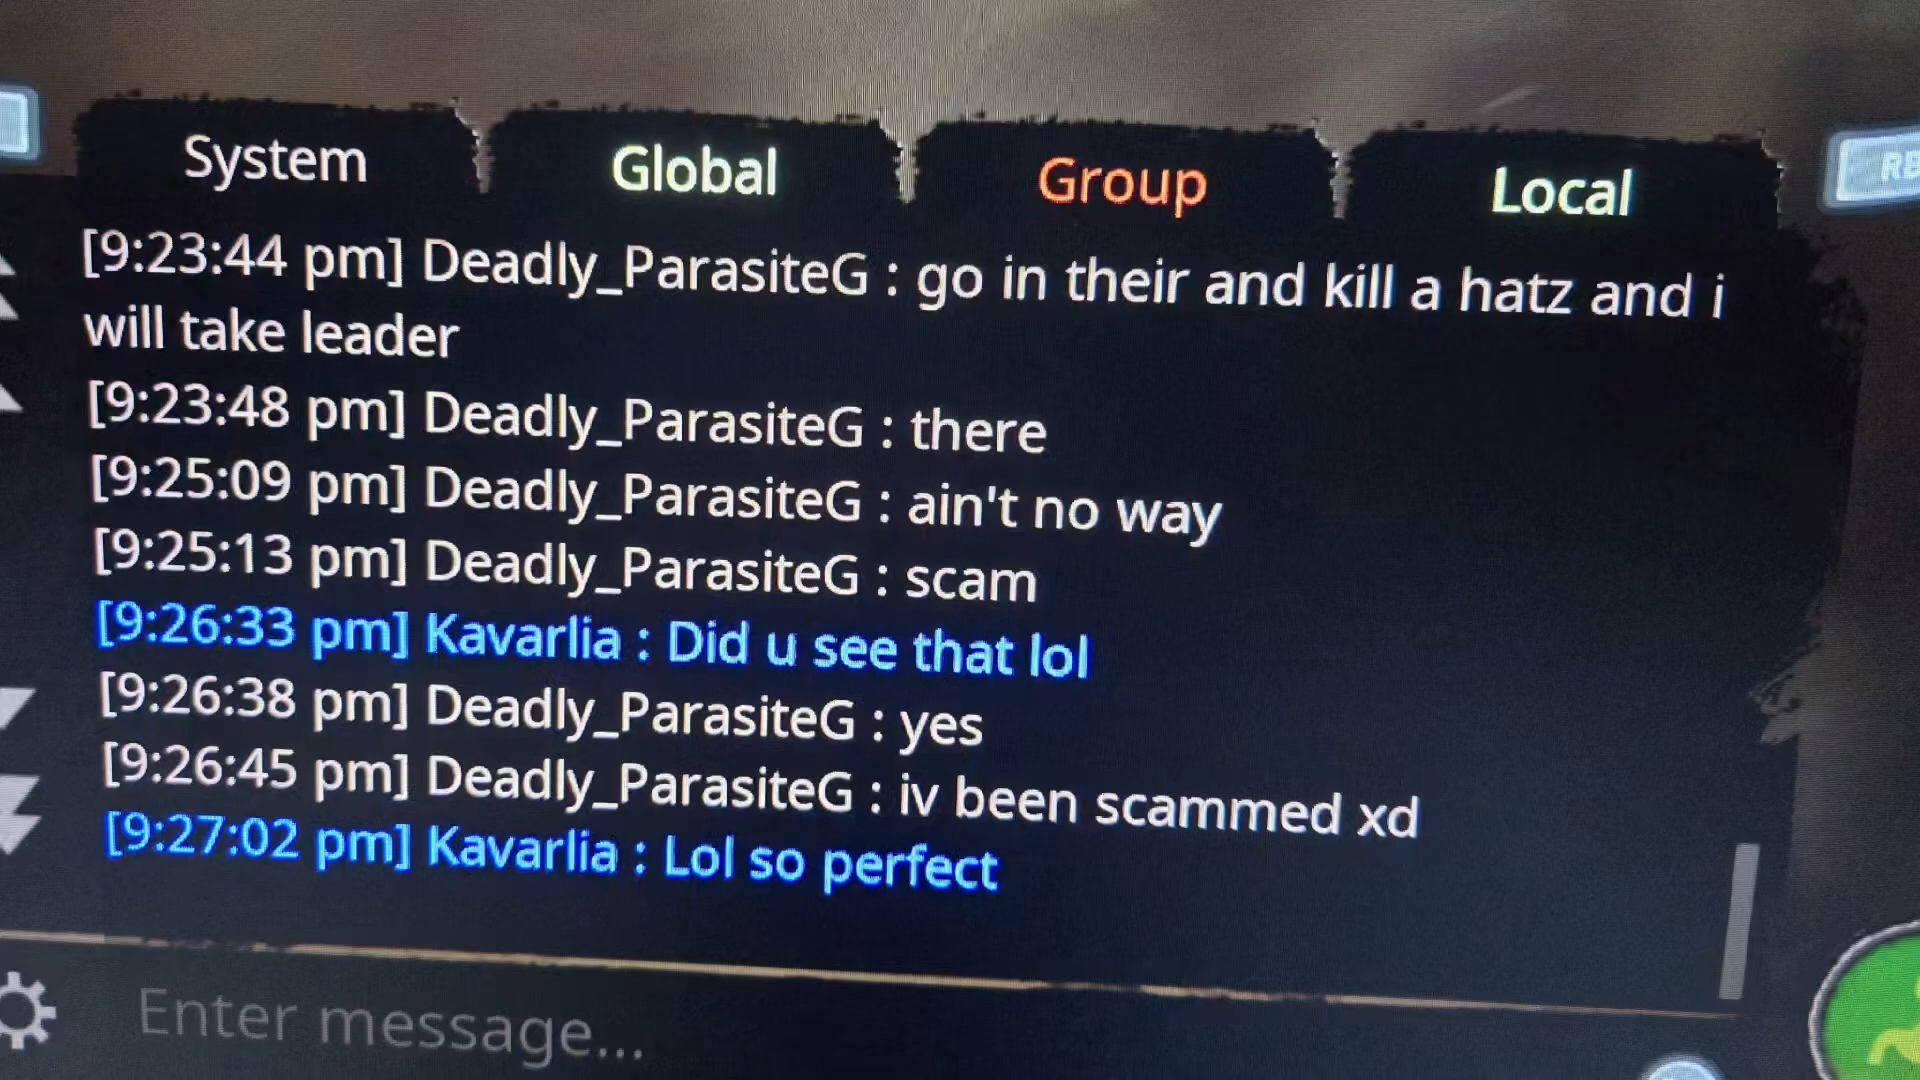 System Global Group Local
[9:23:44 pm] Deadly_ParasiteG : go in their and kill a hatz and i
will take leader
[9:23:48 pm] Deadly_ParasiteG : there
[9:25:09 pm] Deadly_ParasiteG : ain't no way
[9:25:13 pm] Deadly_ParasiteG : scam
[9:26:33 pm] Kavarlia : Did u see that lol
[9:26:38 pm] Deadly_ParasiteG : yes
[9:26:45 pm] Deadly_ParasiteG : iv been scammed xd
[9:27:02 pm] Kavarlia : Lol so perfect
Enter message...